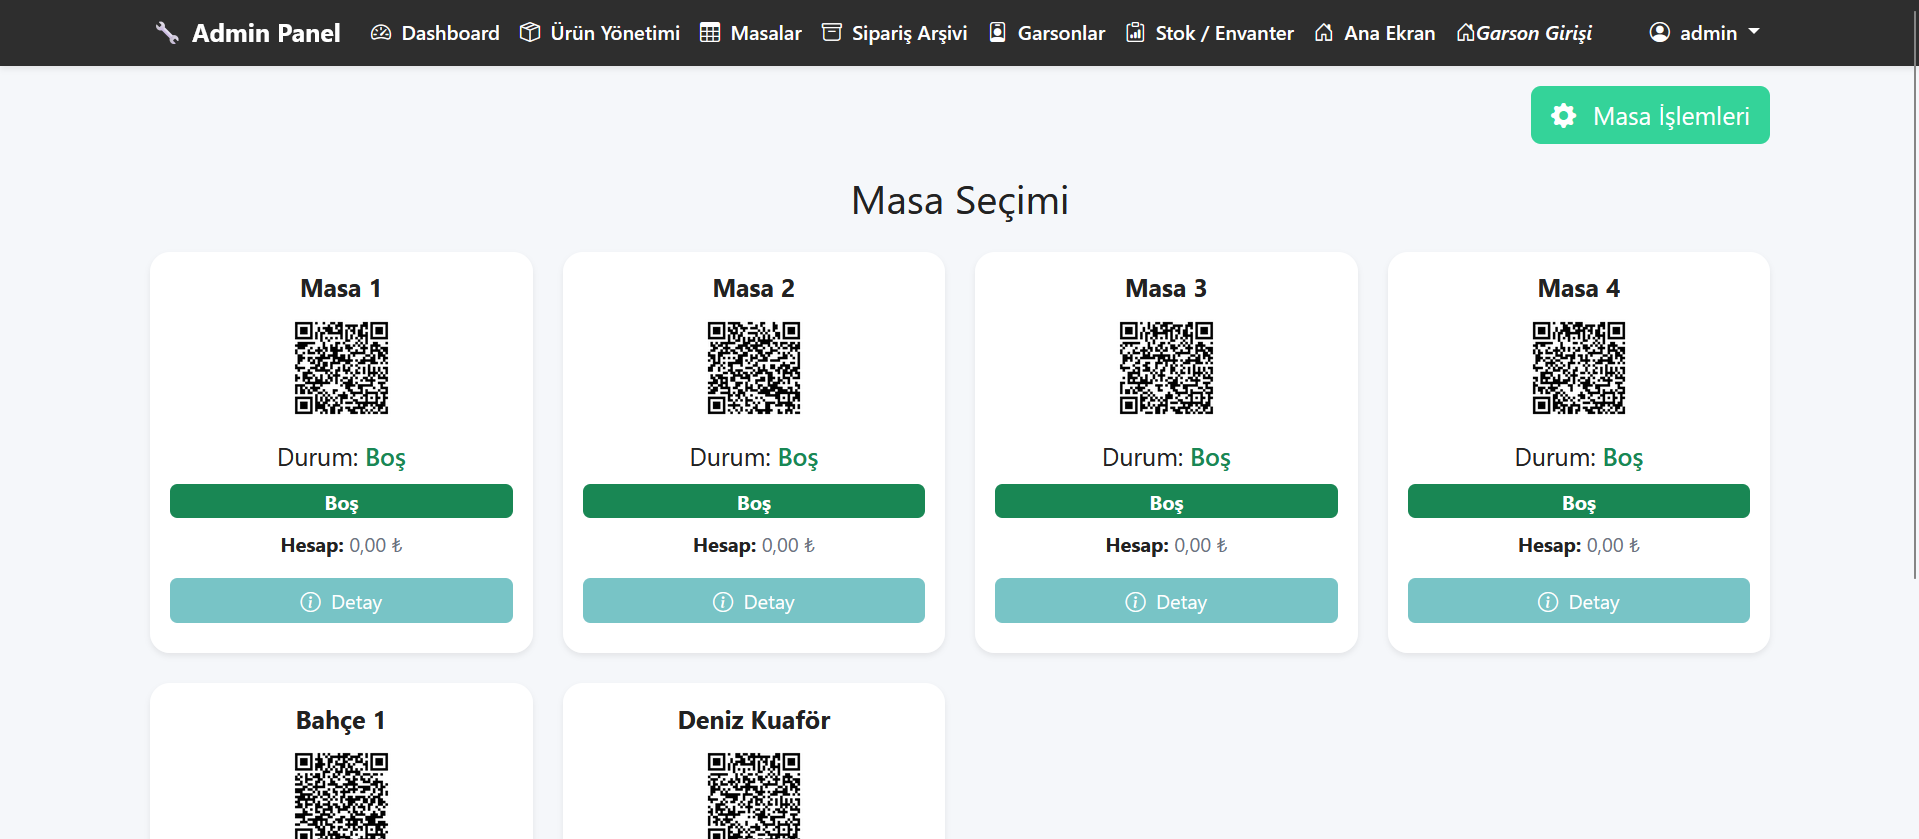 Admin Panel Dashboard Ürün Yönetimi Masalar Sipariş Arşivi Garsonlar Stok / Envanter Ana Ekran Garson Girişi admin
Masa İşlemleri
Masa Seçimi
Masa 1
Durum: Boş
Boş
Hesap: 0,00 ₺
Detay
Masa 2
Durum: Boş
Boş
Hesap: 0,00 ₺
Detay
Masa 3
Durum: Boş
Boş
Hesap: 0,00 ₺
Detay
Masa 4
Durum: Boş
Boş
Hesap: 0,00 ₺
Detay
Bahçe 1
Deniz Kuaför